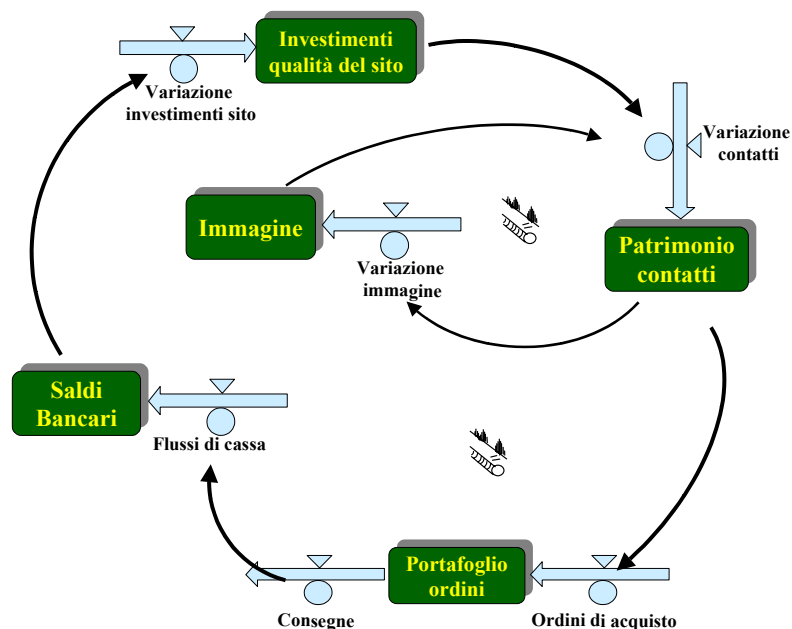 Investimenti
qualità del sito
Variazione
investimenti sito
Variazione
contatti
Immagine
Patrimonio
contatti
Variazione
immagine
Saldi
Bancari
Flussi di cassa
Portafoglio
ordini
Consegne
Ordini di acquisto